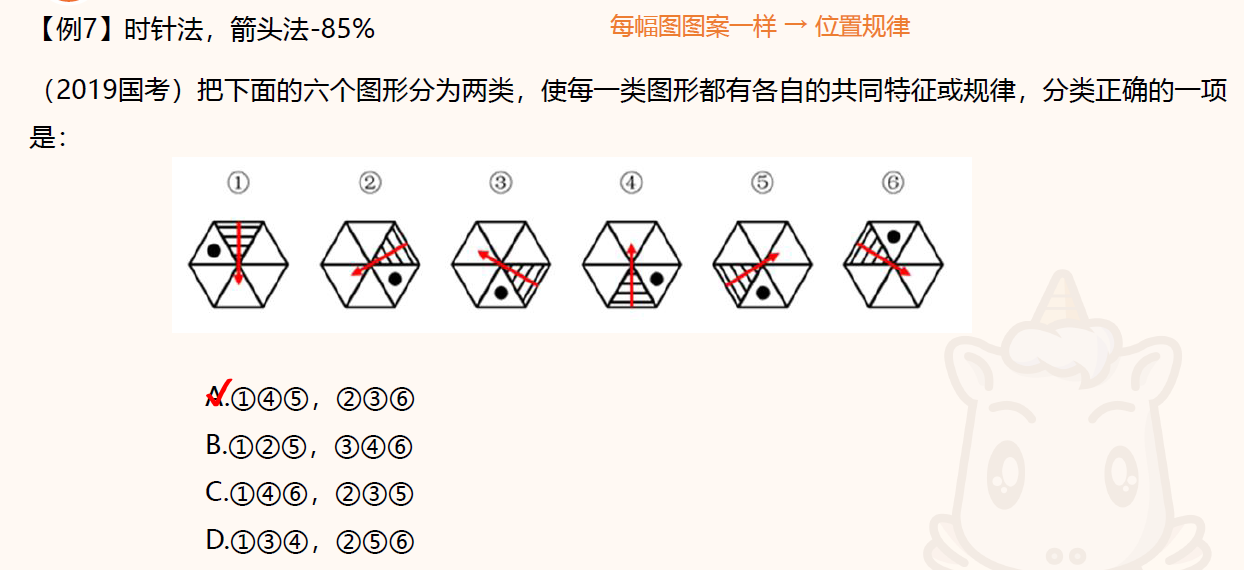 【例7】时针法，箭头法-85%
每幅图图案一样 → 位置规律
（2019国考）把下面的六个图形分为两类，使每一类图形都有各自的共同特征或规律，分类正确的一项
是：
① ② ③ ④ ⑤ ⑥
A.①④⑤，②③⑥
B.①②⑤，③④⑥
C.①④⑥，②③⑤
D.①③④，②⑤⑥